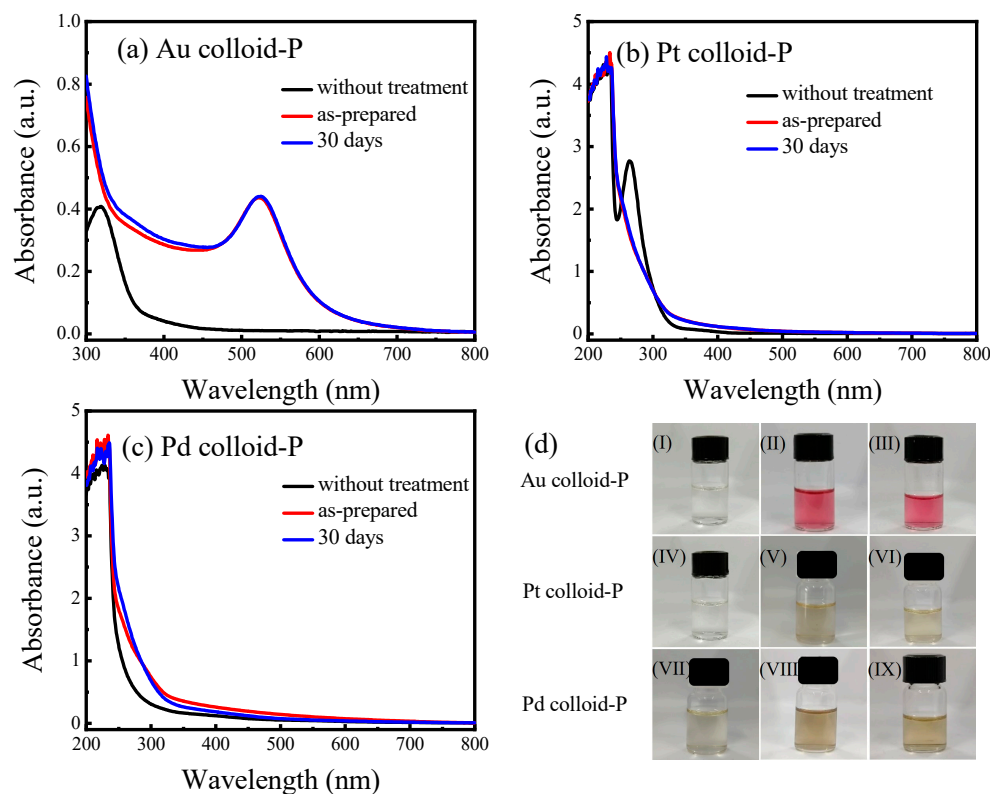 (a) Au colloid-P
without treatment
as-prepared
30 days
Absorbance (a.u.)
1.0
0.8
0.6
0.4
0.2
0.0
300 400 500 600 700 800
Wavelength (nm)
(b) Pt colloid-P
without treatment
as-prepared
30 days
Absorbance (a.u.)
5
4
3
2
1
0
200 300 400 500 600 700 800
Wavelength (nm)
(c) Pd colloid-P
without treatment
as-prepared
30 days
Absorbance (a.u.)
5
4
3
2
1
0
200 300 400 500 600 700 800
Wavelength (nm)
(d)
Au colloid-P
(I) (II) (III)
Pt colloid-P
(IV) (V) (VI)
Pd colloid-P
(VII) (VIII) (IX)